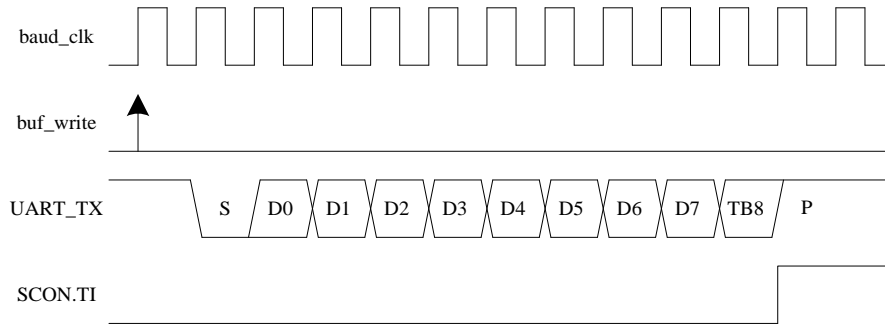 baud_clk
buf_write
UART_TX S D0 D1 D2 D3 D4 D5 D6 D7 TB8 P
SCON.TI